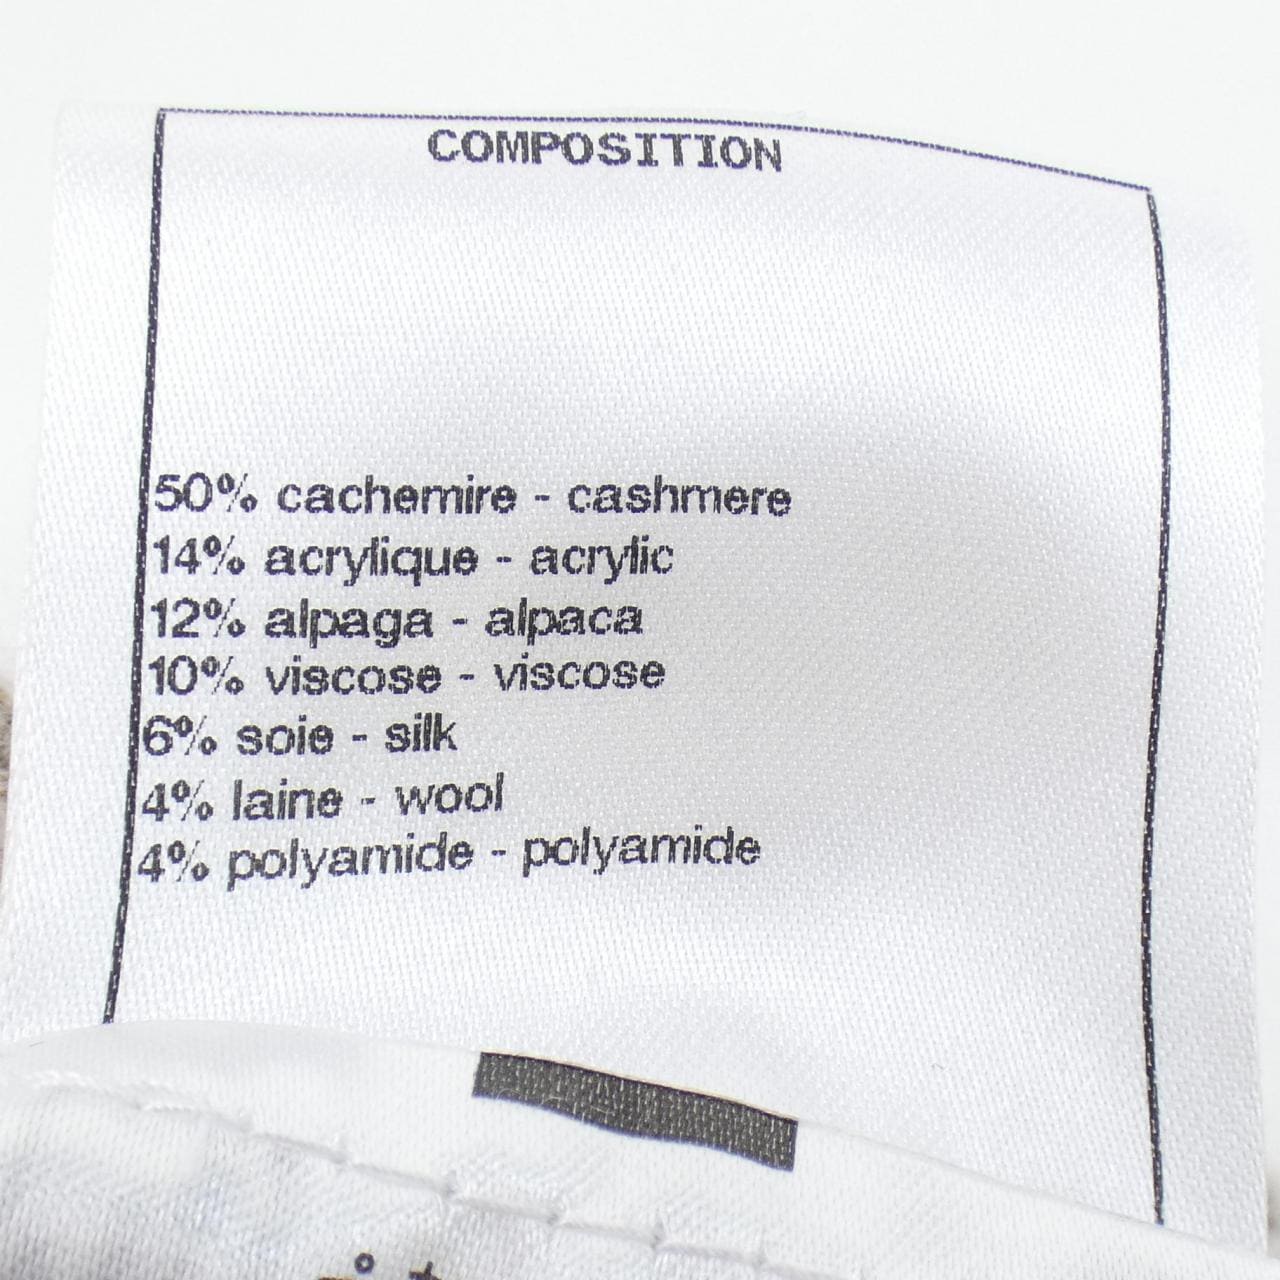 COMPOSITION
50% cachemire - cashmere
14% acrylique - acrylic
12% alpaga - alpaca
10% viscose - viscose
6% soie - silk
4% laine - wool
4% polyamide - polyamide